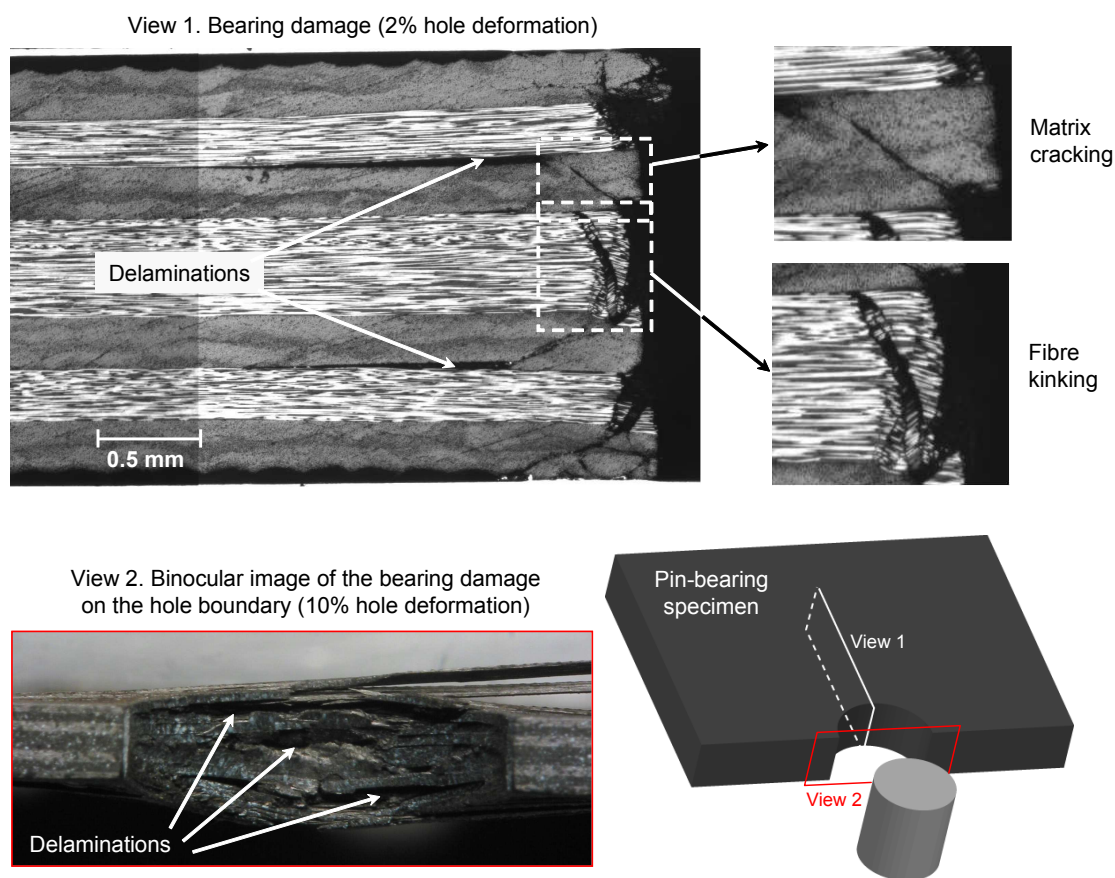 View 1. Bearing damage (2% hole deformation)
Matrix
cracking
Delaminations
Fibre
kinking
0.5 mm
View 2. Binocular image of the bearing damage
on the hole boundary (10% hole deformation)
Delaminations
Pin-bearing
specimen
View 1
View 2